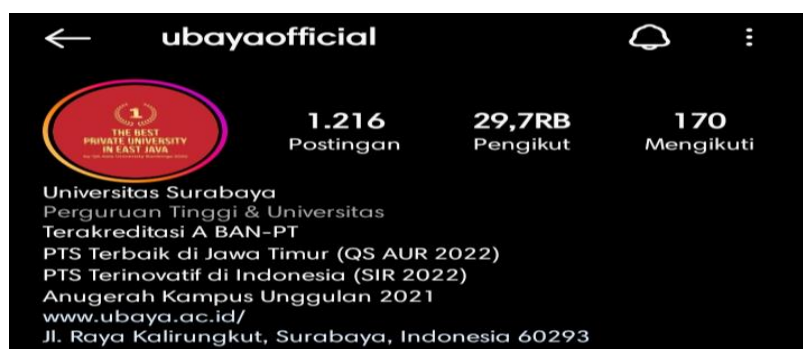 ubayaofficial
1
THE BEST
PRIVATE UNIVERSITY
IN EAST JAVA
1.216
Postingan
29,7RB
Pengikut
170
Mengikuti
Universitas Surabaya
Perguruan Tinggi & Universitas
Terakreditasi A BAN-PT
PTS Terbaik di Jawa Timur (QS AUR 2022)
PTS Terinovatif di Indonesia (SIR 2022)
Anugerah Kampus Unggulan 2021
www.ubaya.ac.id/
Jl. Raya Kalirungkut, Surabaya, Indonesia 60293